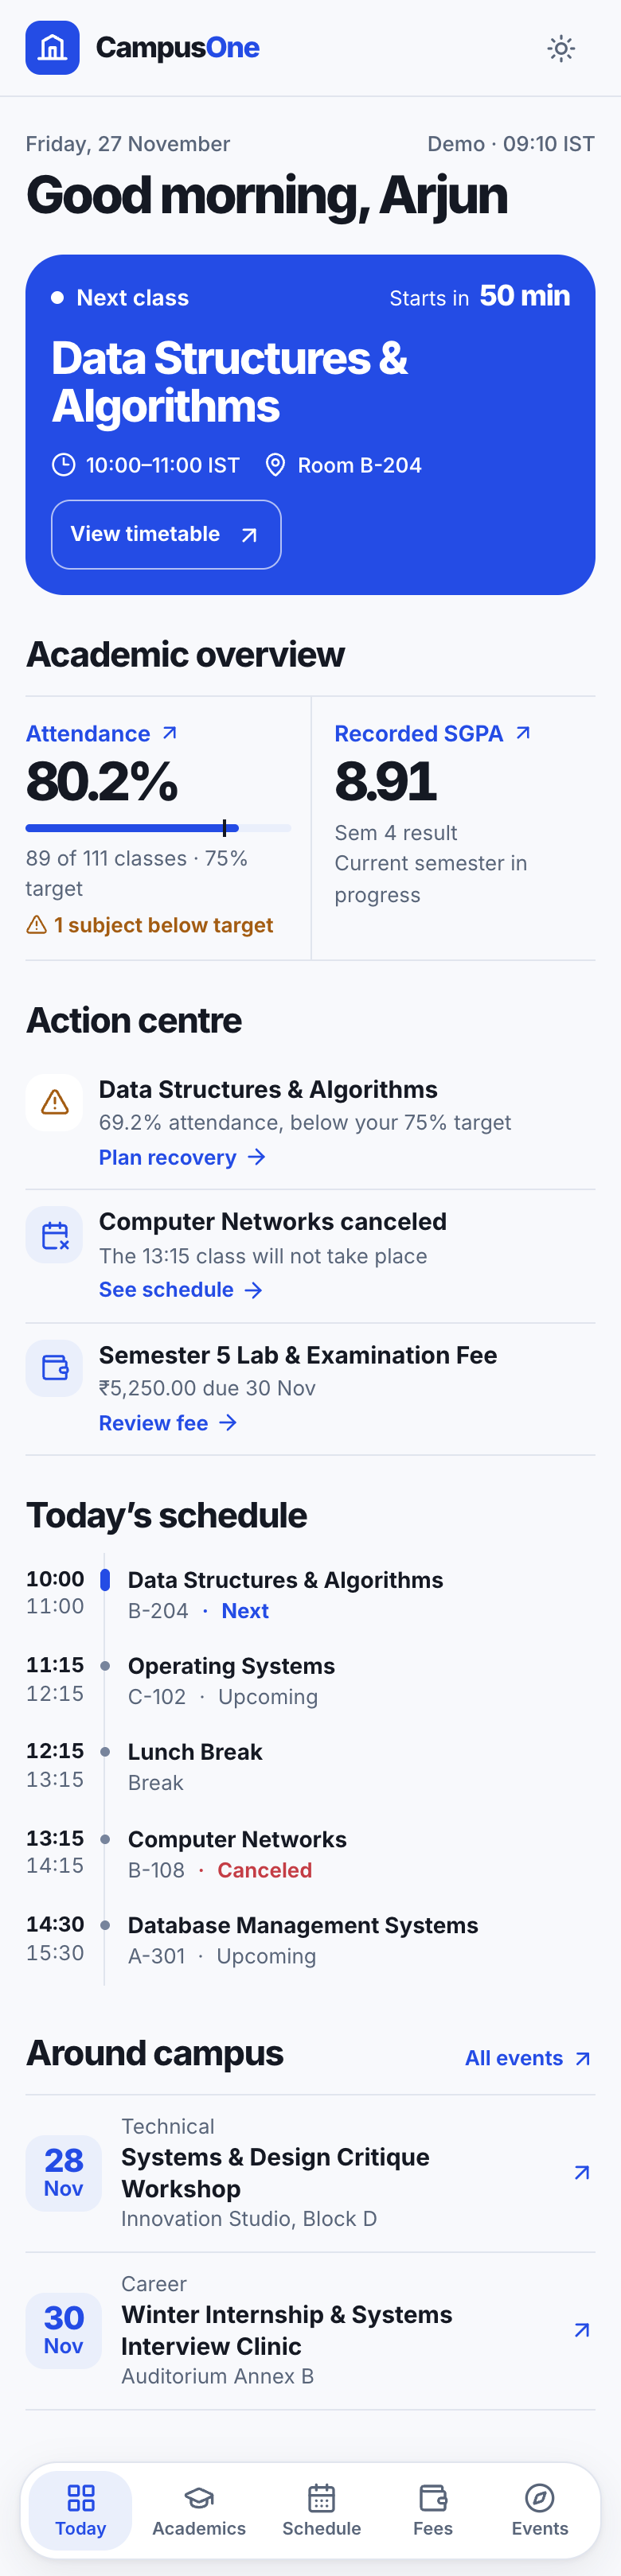 CampusOne
Friday, 27 November
Demo · 09:10 IST
Good morning, Arjun
Next class
Starts in 50 min
Data Structures &
Algorithms
10:00–11:00 IST
Room B-204
View timetable
Academic overview
Attendance
80.2%
89 of 111 classes · 75%
target
1 subject below target
Recorded SGPA
8.91
Sem 4 result
Current semester in
progress
Action centre
Data Structures & Algorithms
69.2% attendance, below your 75% target
Plan recovery
Computer Networks canceled
The 13:15 class will not take place
See schedule
Semester 5 Lab & Examination Fee
₹5,250.00 due 30 Nov
Review fee
Today’s schedule
10:00
11:00
Data Structures & Algorithms
B-204 · Next
11:15
12:15
Operating Systems
C-102 · Upcoming
12:15
13:15
Lunch Break
Break
13:15
14:15
Computer Networks
B-108 · Canceled
14:30
15:30
Database Management Systems
A-301 · Upcoming
Around campus
All events
28
Nov
Technical
Systems & Design Critique
Workshop
Innovation Studio, Block D
30
Nov
Career
Winter Internship & Systems
Interview Clinic
Auditorium Annex B
Today
Academics
Schedule
Fees
Events